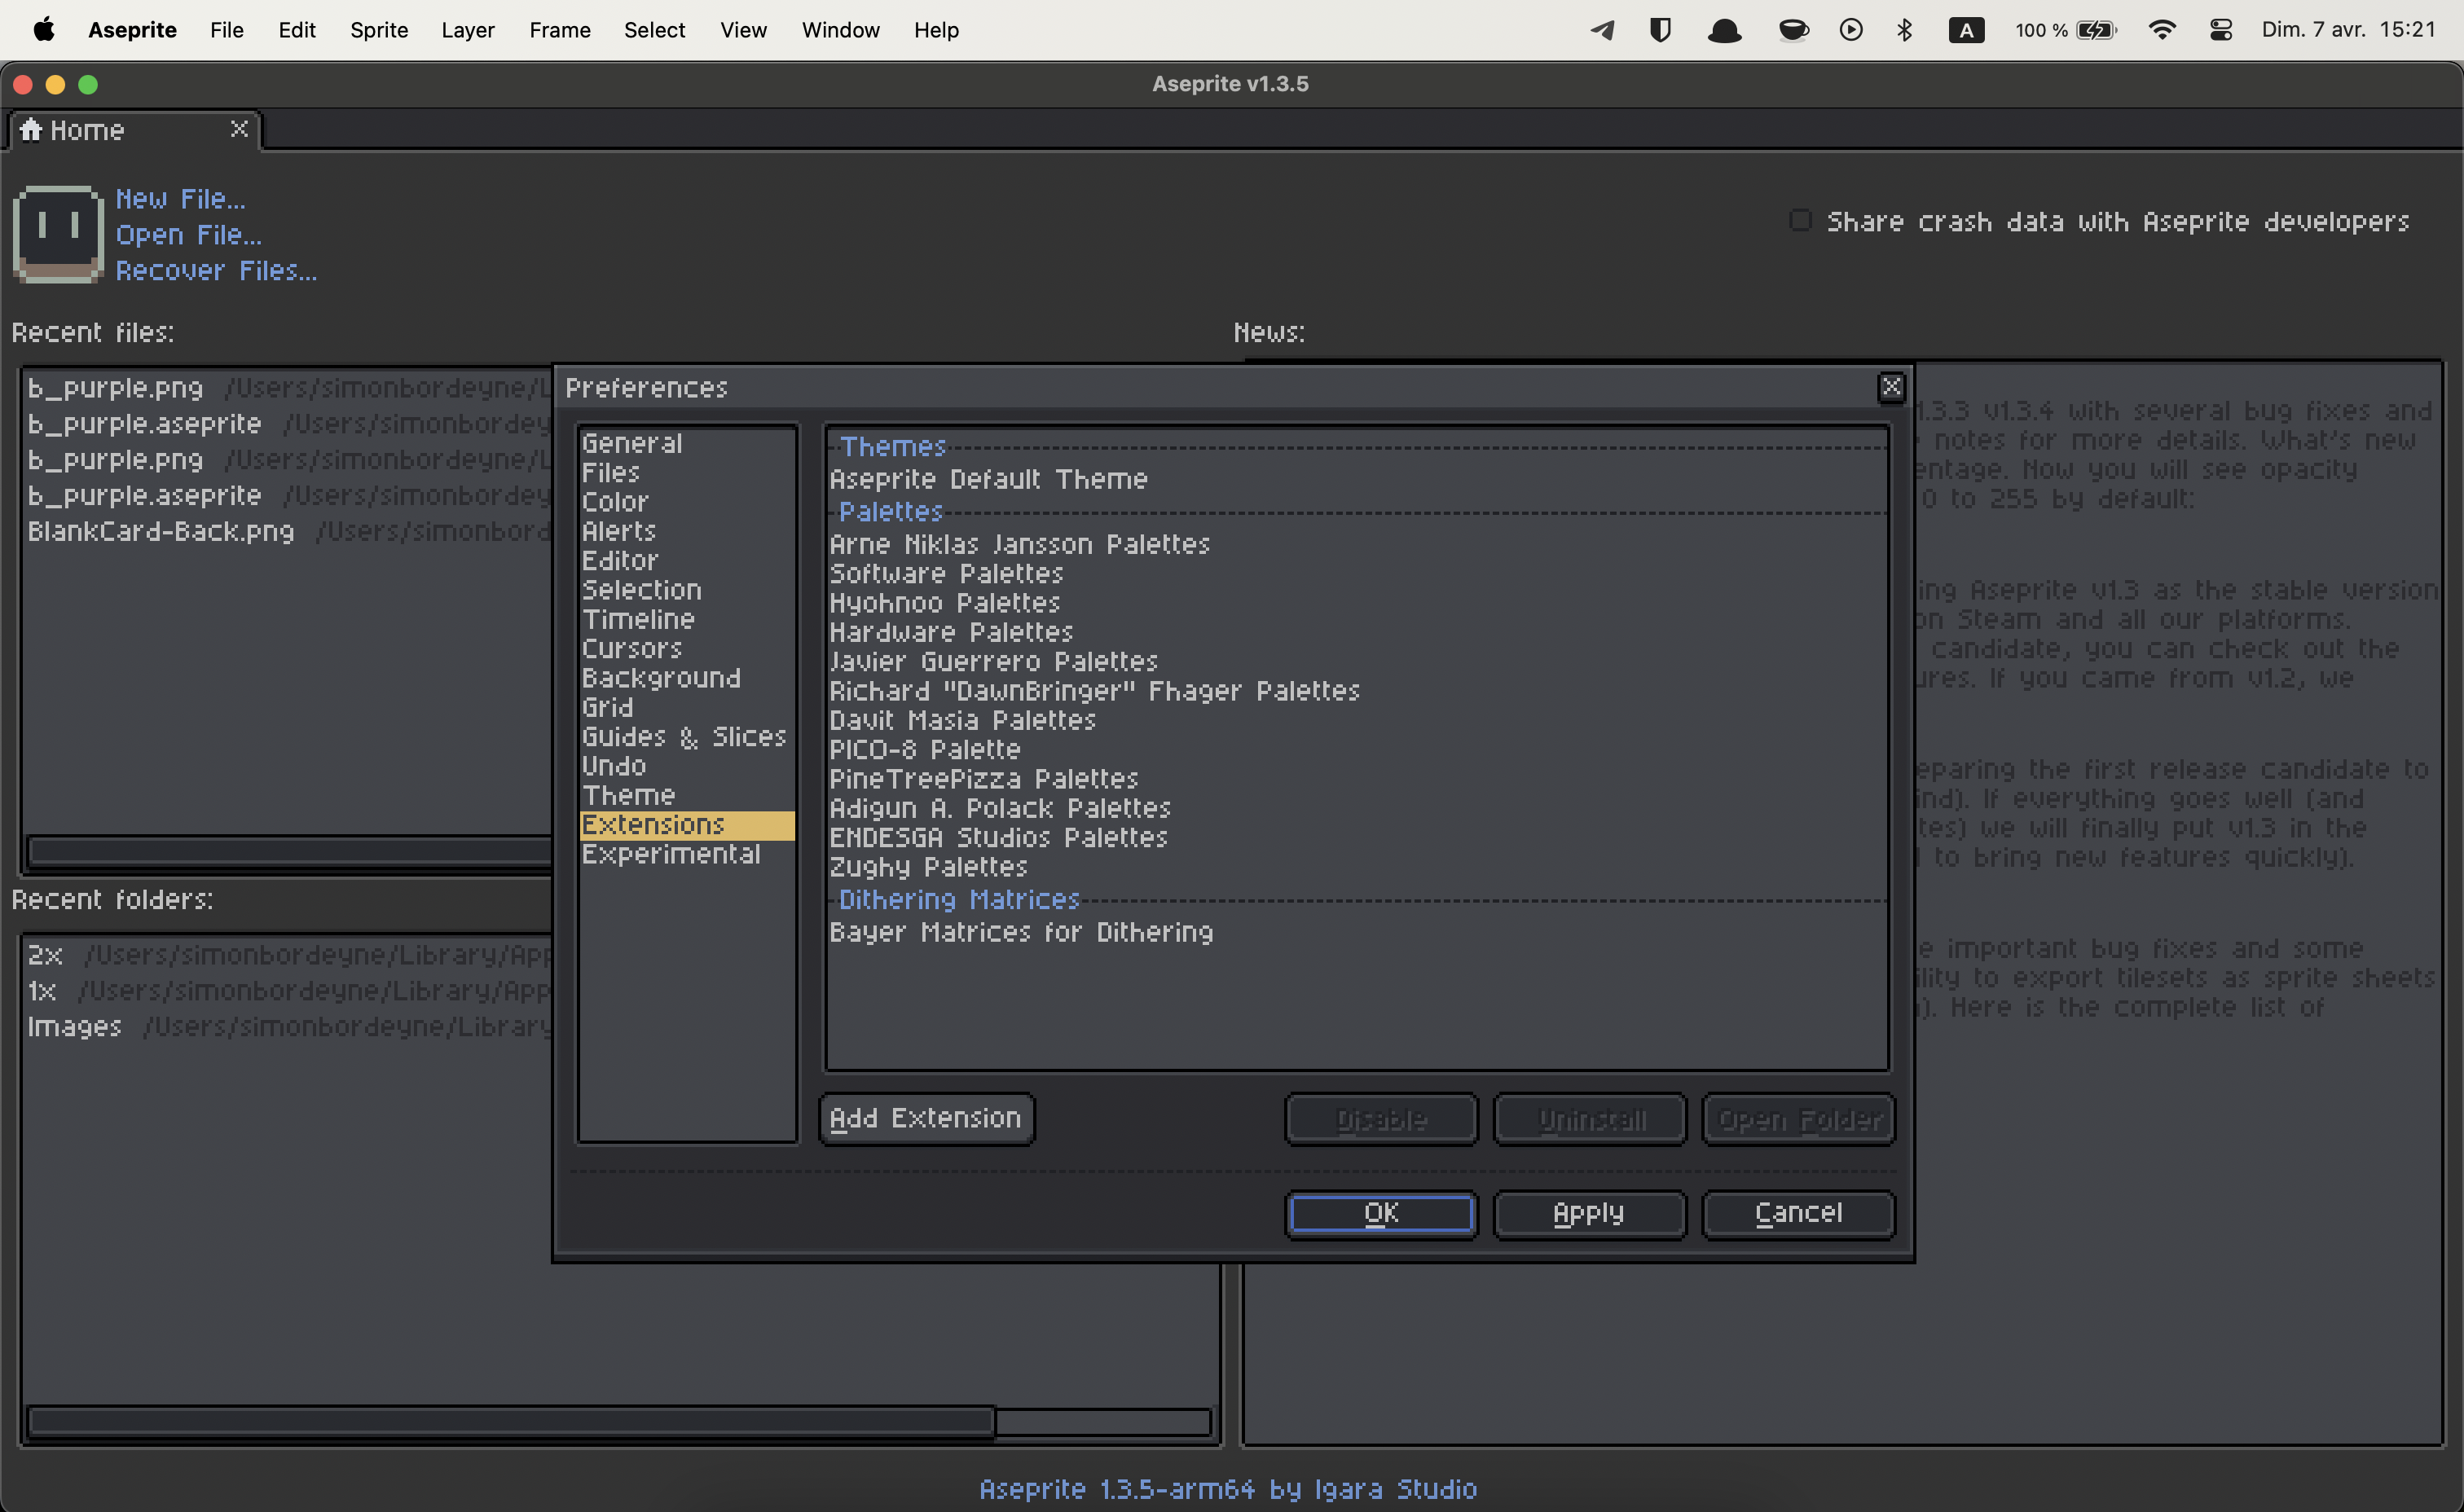 Aseprite File Edit Sprite Layer Frame Select View Window Help
A 100 % Dim. 7 avr. 15:21
Aseprite v1.3.5
Home
New File...
Open File...
Recover Files...
Share crash data with Aseprite developers
Recent files:
b_purple.png /Users/simonbordeyne/L
b_purple.aseprite /Users/simonbordey
b_purple.png /Users/simonbordeyne/L
b_purple.aseprite /Users/simonbordey
BlankCard-Back.png /Users/simonbord
Recent folders:
2x /Users/simonbordeyne/Library/App
1x /Users/simonbordeyne/Library/App
Images /Users/simonbordeyne/Library
Preferences
General
Files
Color
Alerts
Editor
Selection
Timeline
Cursors
Background
Grid
Guides & Slices
Undo
Theme
Extensions
Experimental
Themes
Aseprite Default Theme
Palettes
Arne Niklas Jansson Palettes
Software Palettes
Hyohnoo Palettes
Hardware Palettes
Javier Guerrero Palettes
Richard "DawnBringer" Fhager Palettes
Davit Masia Palettes
PICO-8 Palette
PineTreePizza Palettes
Adigun A. Polack Palettes
ENDESGA Studios Palettes
Zughy Palettes
Dithering Matrices
Bayer Matrices for Dithering
Add Extension
Disable
Uninstall
Open Folder
OK
Apply
Cancel
News:
1.3.3 v1.3.4 with several bug fixes and
notes for more details. What's new
entage. Now you will see opacity
0 to 255 by default:
ing Aseprite v1.3 as the stable version
on Steam and all our platforms.
candidate, you can check out the
ures. If you came from v1.2, we
eparing the first release candidate to
ind). If everything goes well (and
tes) we will finally put v1.3 in the
to bring new features quickly).
e important bug fixes and some
ility to export tilesets as sprite sheets
). Here is the complete list of
Aseprite 1.3.5-arm64 by Igara Studio